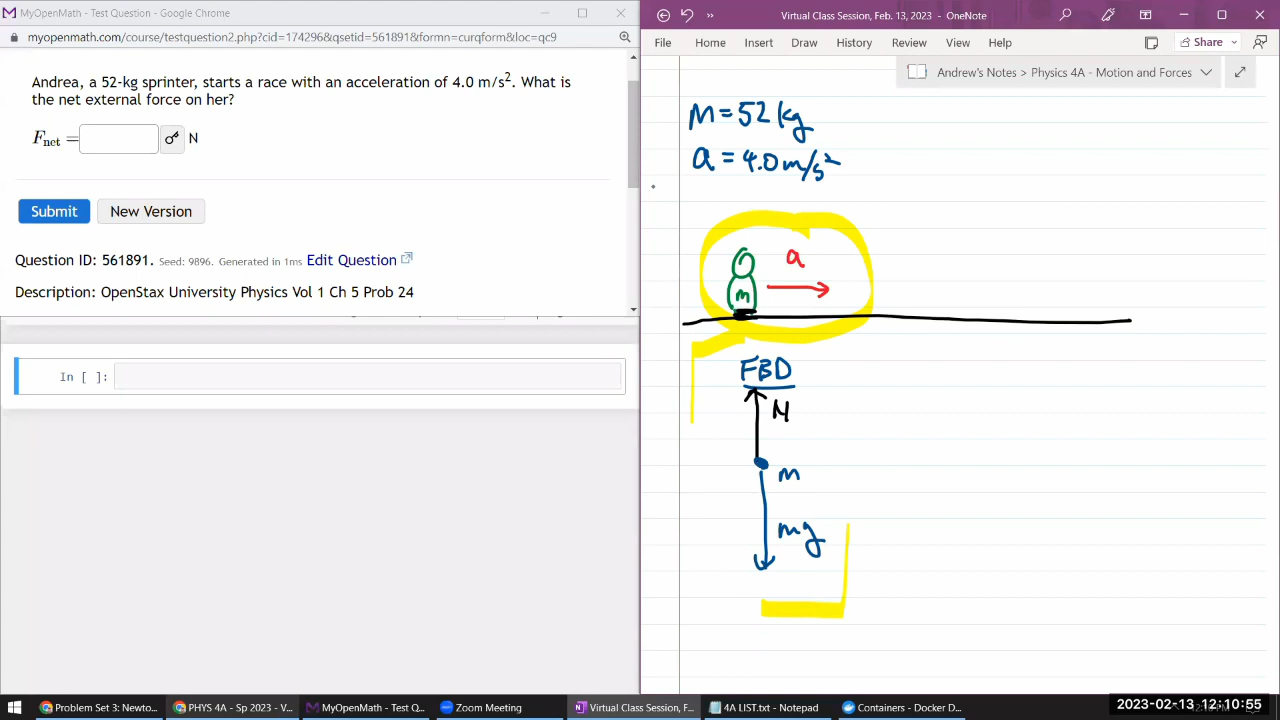 MyOpenMath - Test Question - Google Chrome
myopenmath.com/course/testquestion2.php?cid=174296&qsetid=561891&formn=curqform&loc=qc9
Andrea, a 52-kg sprinter, starts a race with an acceleration of 4.0 m/s². What is
the net external force on her?
Fnet = N
Submit New Version
Question ID: 561891. Seed: 9896. Generated in 1ms Edit Question
Description: OpenStax University Physics Vol 1 Ch 5 Prob 24
In [ ]:
Virtual Class Session, Feb. 13, 2023 - OneNote
File Home Insert Draw History Review View Help Share
Andrew's Notes > Physics 4A - Motion and Forces
M = 52 kg
a = 4.0 m/s²
a
m
FBD
N
m
mg
Problem Set 3: Newto... PHYS 4A - Sp 2023 - V... MyOpenMath - Test Q... Zoom Meeting Virtual Class Session, F... 4A LIST.txt - Notepad Containers - Docker D... 2023-02-13 12:10:55